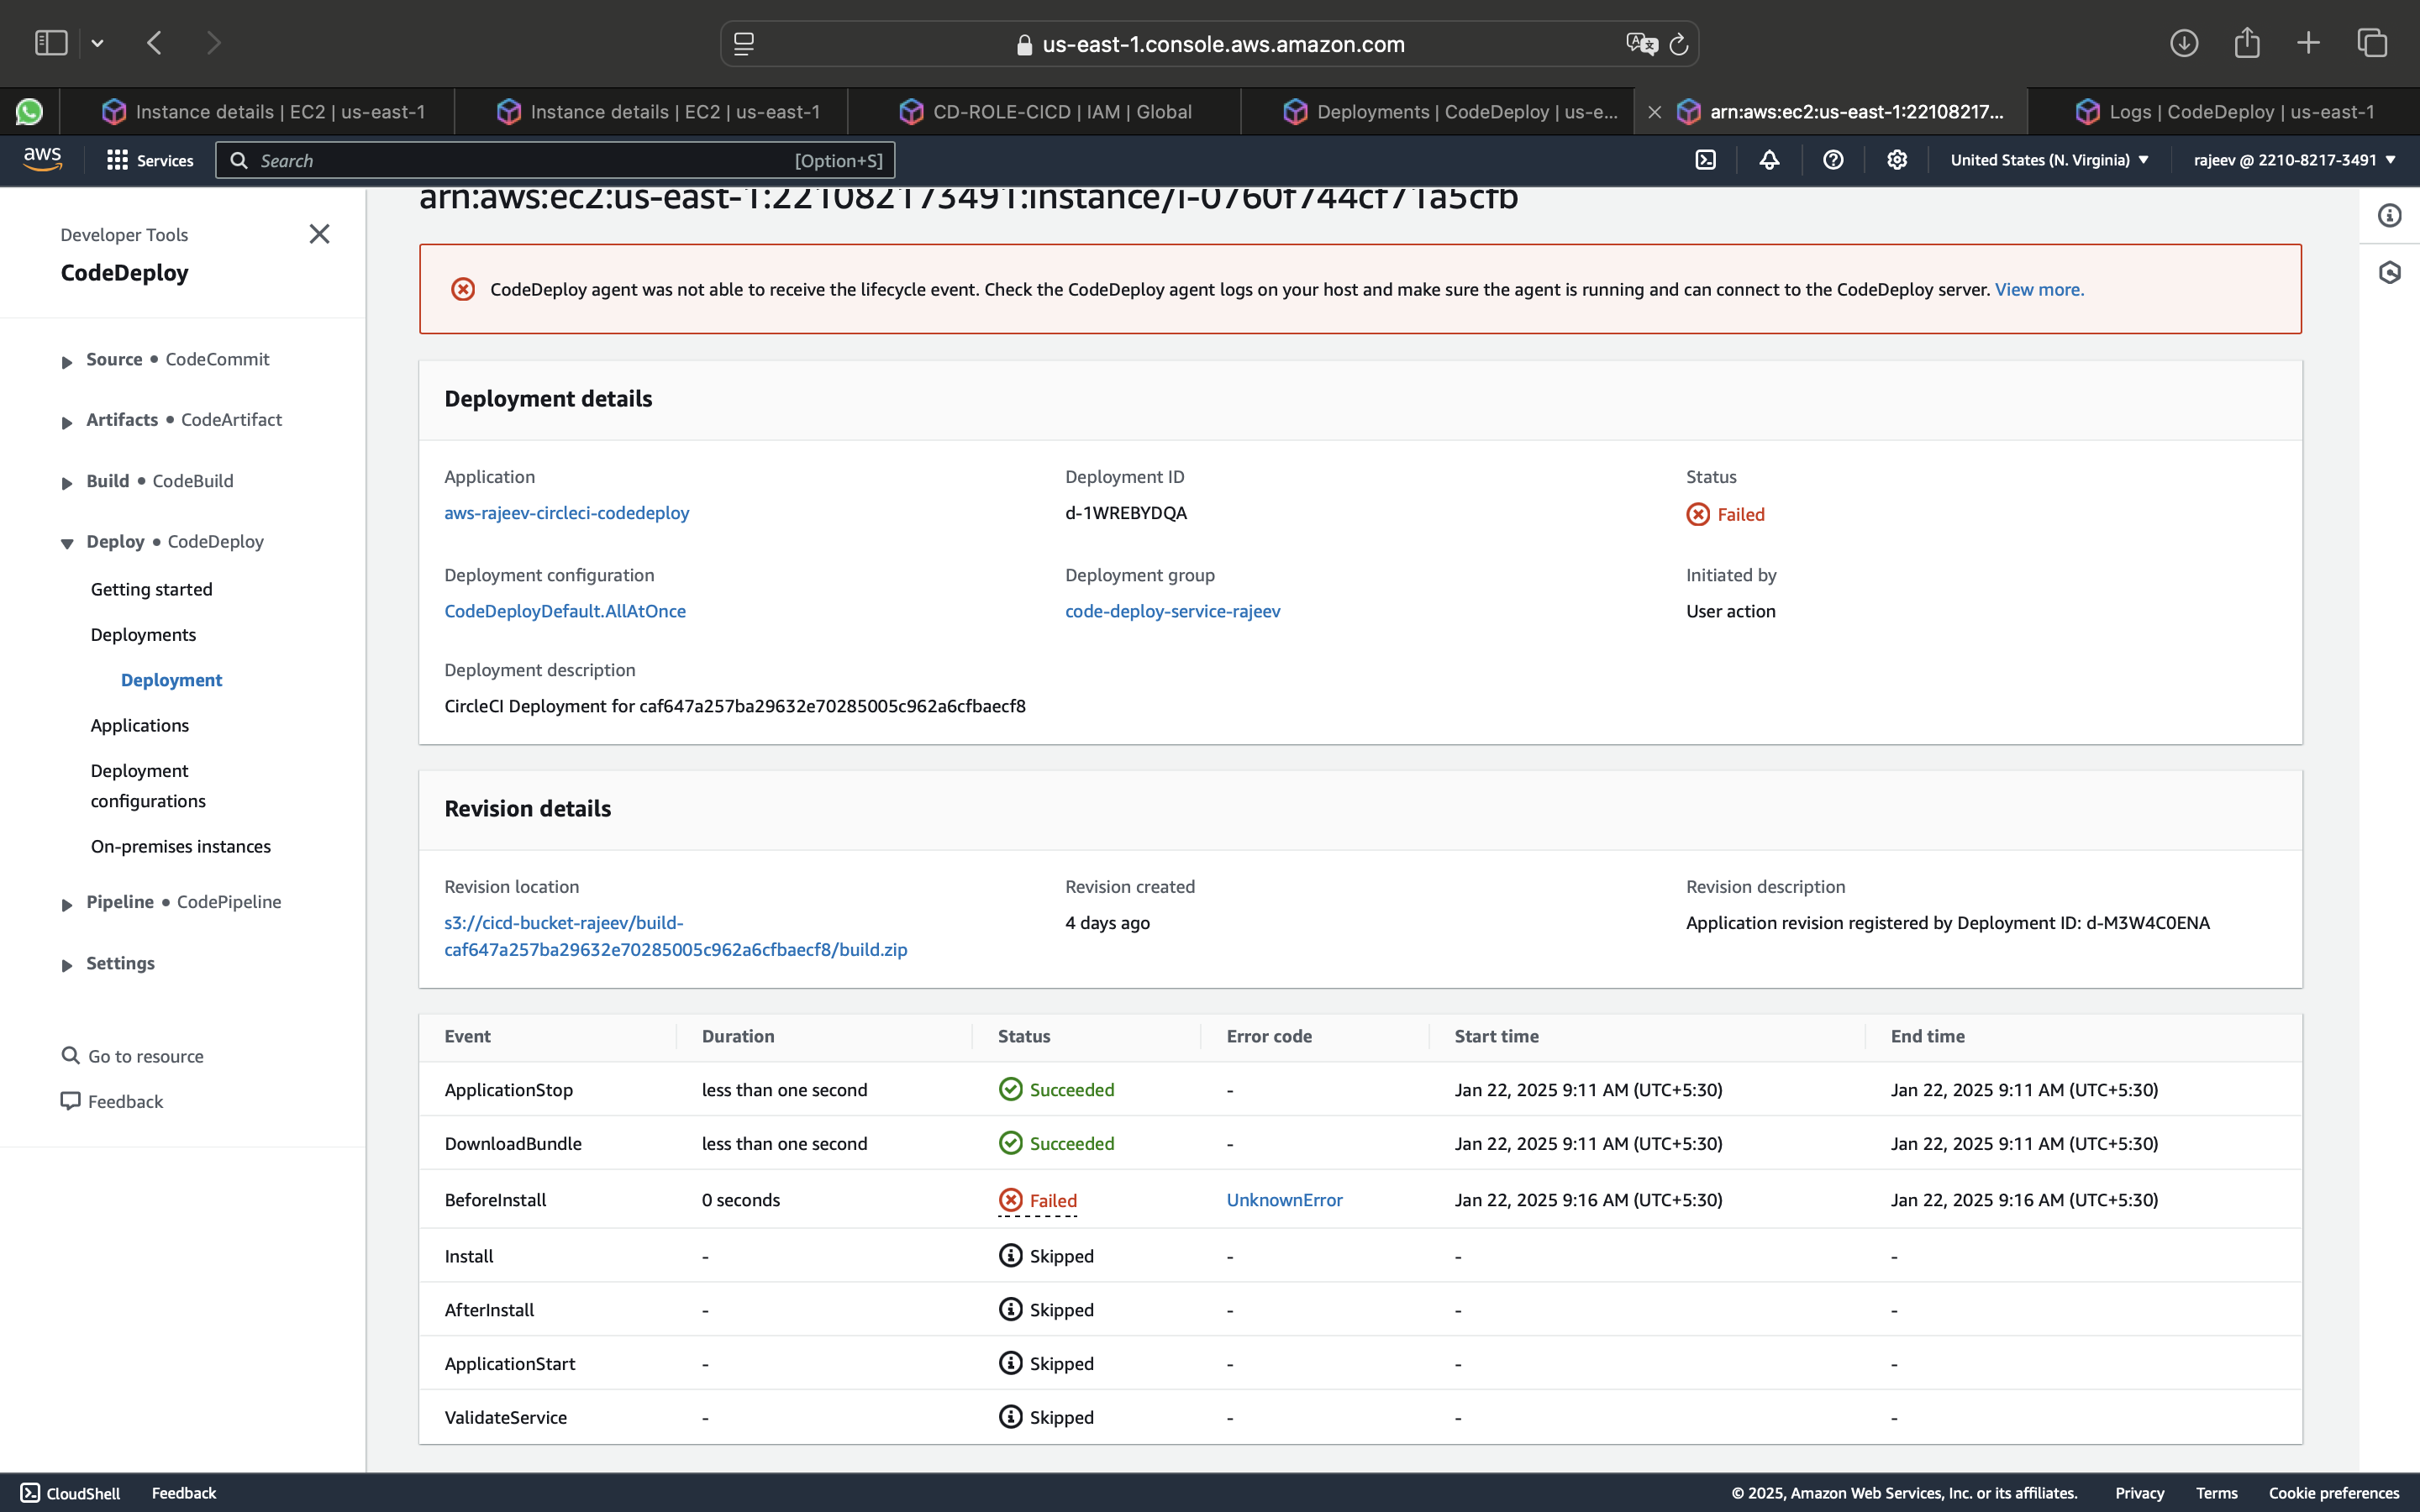 us-east-1.console.aws.amazon.com
Instance details | EC2 | us-east-1
Instance details | EC2 | us-east-1
CD-ROLE-CICD | IAM | Global
Deployments | CodeDeploy | us-e...
arn:aws:ec2:us-east-1:22108217...
Logs | CodeDeploy | us-east-1
aws
Services
Search
[Option+S]
United States (N. Virginia) ▼
rajeev @ 2210-8217-3491 ▼
Developer Tools
CodeDeploy
Source • CodeCommit
Artifacts • CodeArtifact
Build • CodeBuild
Deploy • CodeDeploy
Getting started
Deployments
Deployment
Applications
Deployment
configurations
On-premises instances
Pipeline • CodePipeline
Settings
Go to resource
Feedback
arn:aws:ec2:us-east-1:221082173491:instance/i-0760f744cf71a5cfb
CodeDeploy agent was not able to receive the lifecycle event. Check the CodeDeploy agent logs on your host and make sure the agent is running and can connect to the CodeDeploy server. View more.
Deployment details
Application
aws-rajeev-circleci-codedeploy
Deployment ID
d-1WREBYDQA
Status
Failed
Deployment configuration
CodeDeployDefault.AllAtOnce
Deployment group
code-deploy-service-rajeev
Initiated by
User action
Deployment description
CircleCI Deployment for caf647a257ba29632e70285005c962a6cfbaecf8
Revision details
Revision location
s3://cicd-bucket-rajeev/build-
caf647a257ba29632e70285005c962a6cfbaecf8/build.zip
Revision created
4 days ago
Revision description
Application revision registered by Deployment ID: d-M3W4C0ENA
Event Duration Status Error code Start time End time
ApplicationStop less than one second Succeeded - Jan 22, 2025 9:11 AM (UTC+5:30) Jan 22, 2025 9:11 AM (UTC+5:30)
DownloadBundle less than one second Succeeded - Jan 22, 2025 9:11 AM (UTC+5:30) Jan 22, 2025 9:11 AM (UTC+5:30)
BeforeInstall 0 seconds Failed UnknownError Jan 22, 2025 9:16 AM (UTC+5:30) Jan 22, 2025 9:16 AM (UTC+5:30)
Install - Skipped - - -
AfterInstall - Skipped - - -
ApplicationStart - Skipped - - -
ValidateService - Skipped - - -
CloudShell
Feedback
© 2025, Amazon Web Services, Inc. or its affiliates.
Privacy
Terms
Cookie preferences